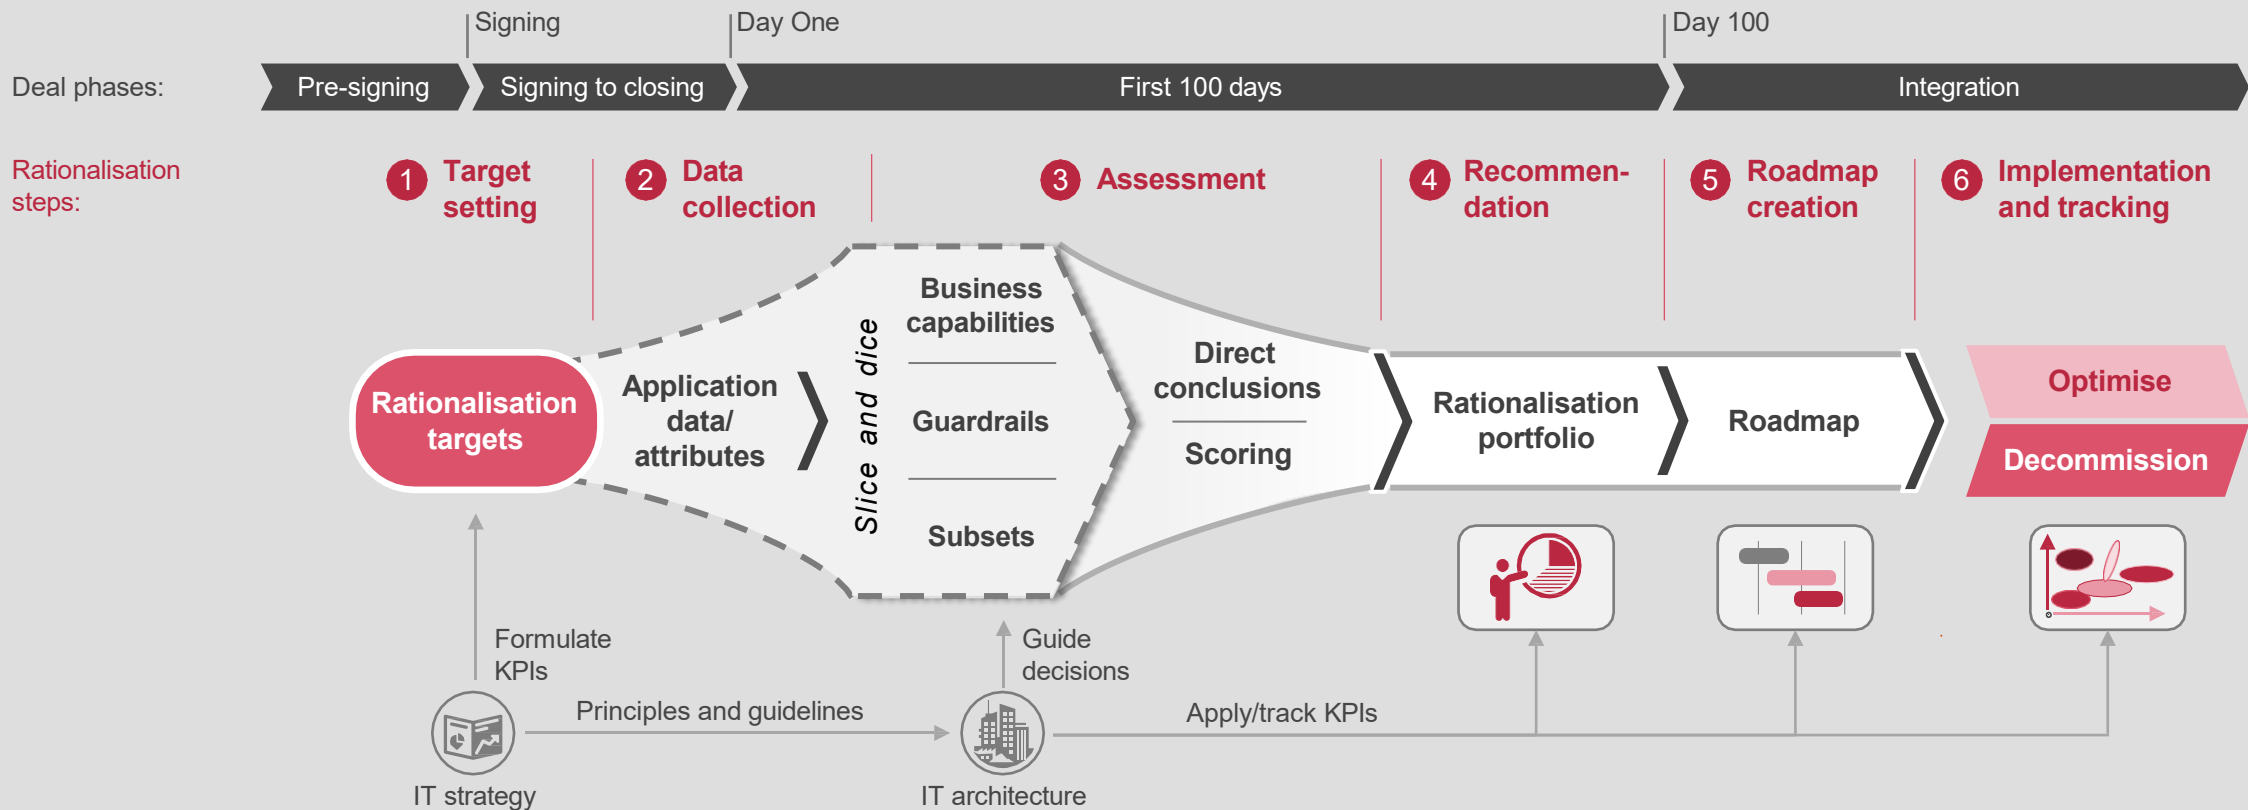 Signing
Day One
Day 100
Deal phases:
Pre-signing
Signing to closing
First 100 days
Integration
Rationalisation
steps:
1
Target
setting
2
Data
collection
3
Assessment
4
Recommen-
dation
5
Roadmap
creation
6
Implementation
and tracking
Rationalisation
targets
Application
data/
attributes
Slice and dice
Business
capabilities
Guardrails
Subsets
Direct
conclusions
Scoring
Rationalisation
portfolio
Roadmap
Optimise
Decommission
Formulate
KPIs
Guide
decisions
Principles and guidelines
Apply/track KPIs
IT strategy
IT architecture